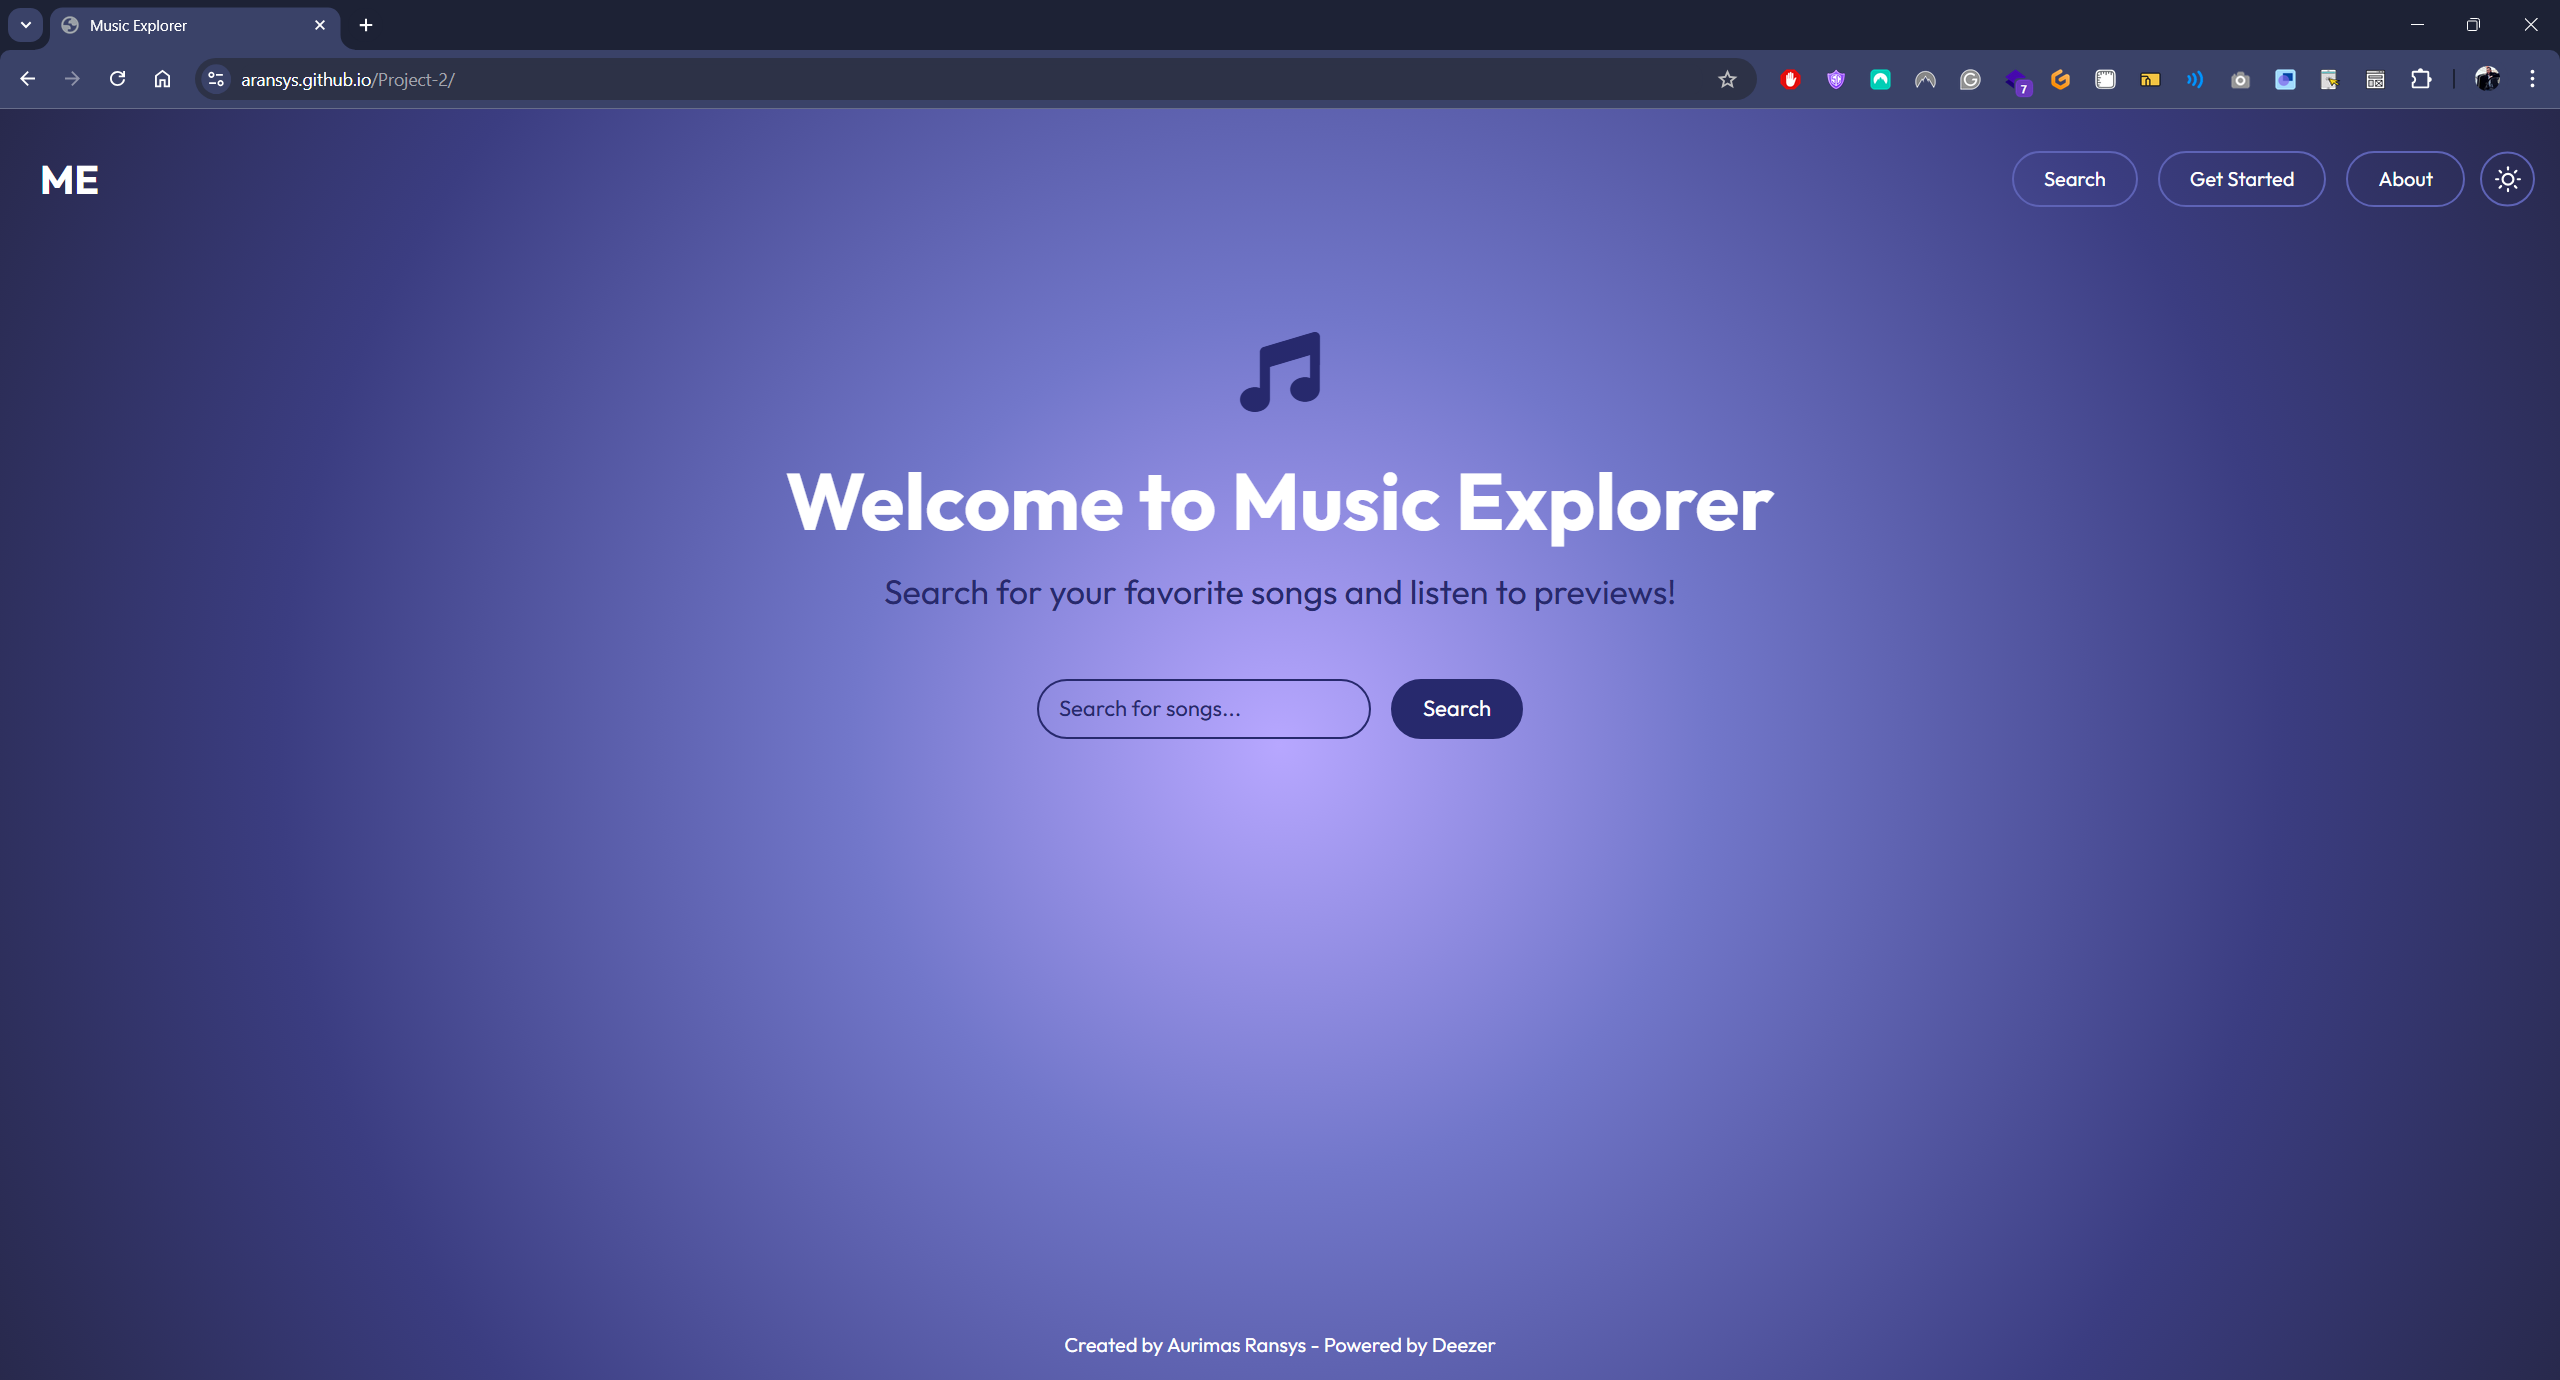 Music Explorer
aransys.github.io/Project-2/
7
ME
Search
Get Started
About
Welcome to Music Explorer
Search for your favorite songs and listen to previews!
Search for songs...
Search
Created by Aurimas Ransys - Powered by Deezer